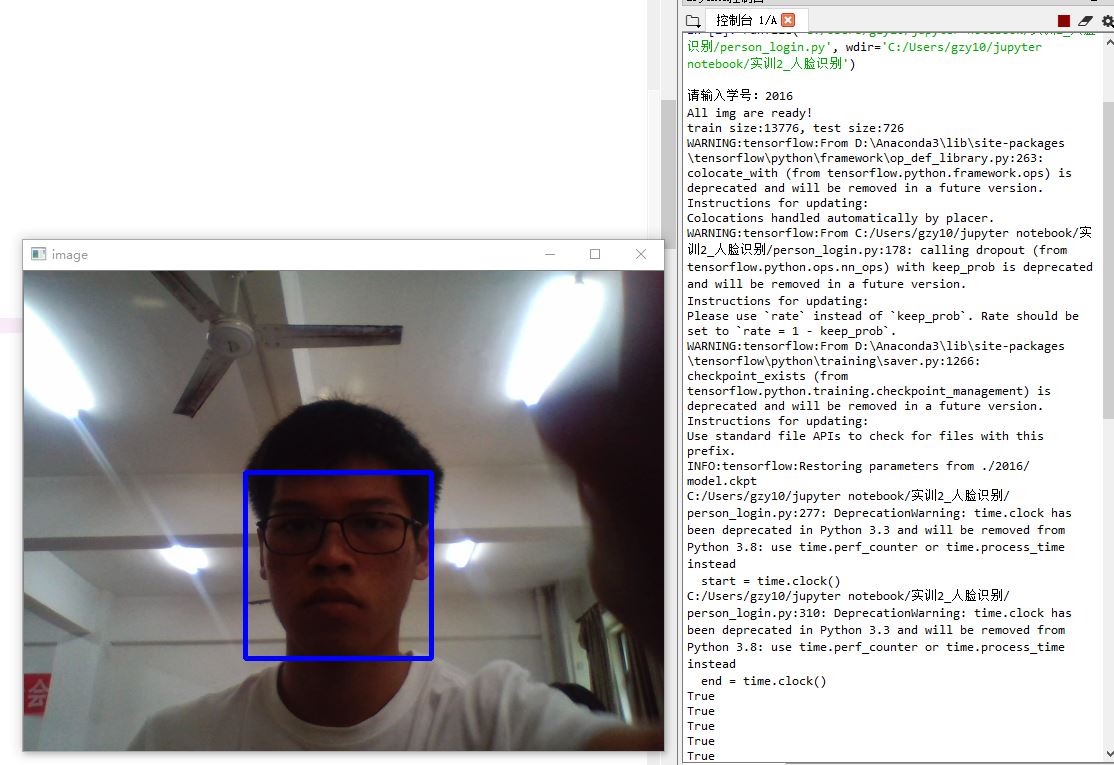 image
会
控制台 1/A
识别/person_login.py', wdir='C:/Users/gzy10/jupyter
notebook/实训2_人脸识别')
请输入学号: 2016
All img are ready!
train size:13776, test size:726
WARNING:tensorflow:From D:\Anaconda3\lib\site-packages
\tensorflow\python\framework\op_def_library.py:263:
colocate_with (from tensorflow.python.framework.ops) is
deprecated and will be removed in a future version.
Instructions for updating:
Colocations handled automatically by placer.
WARNING:tensorflow:From C:/Users/gzy10/jupyter notebook/实
训2_人脸识别/person_login.py:178: calling dropout (from
tensorflow.python.ops.nn_ops) with keep_prob is deprecated
and will be removed in a future version.
Instructions for updating:
Please use `rate` instead of `keep_prob`. Rate should be
set to `rate = 1 - keep_prob`.
WARNING:tensorflow:From D:\Anaconda3\lib\site-packages
\tensorflow\python\training\saver.py:1266:
checkpoint_exists (from
tensorflow.python.training.checkpoint_management) is
deprecated and will be removed in a future version.
Instructions for updating:
Use standard file APIs to check for files with this
prefix.
INFO:tensorflow:Restoring parameters from ./2016/
model.ckpt
C:/Users/gzy10/jupyter notebook/实训2_人脸识别/
person_login.py:277: DeprecationWarning: time.clock has
been deprecated in Python 3.3 and will be removed from
Python 3.8: use time.perf_counter or time.process_time
instead
  start = time.clock()
C:/Users/gzy10/jupyter notebook/实训2_人脸识别/
person_login.py:310: DeprecationWarning: time.clock has
been deprecated in Python 3.3 and will be removed from
Python 3.8: use time.perf_counter or time.process_time
instead
  end = time.clock()
True
True
True
True
True